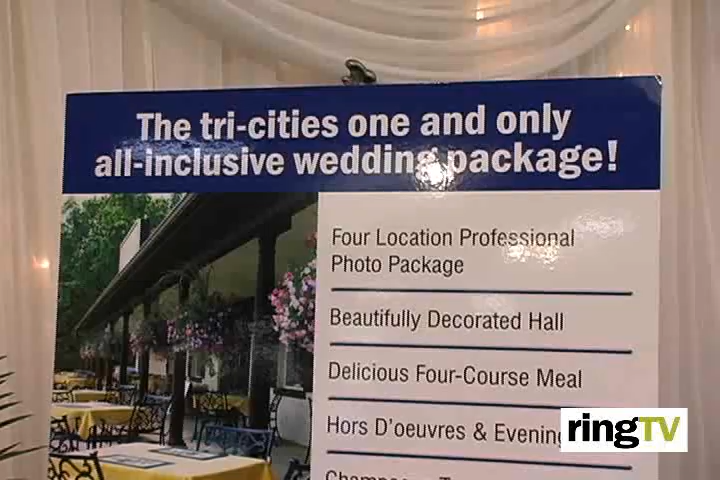 The tri-cities one and only
all-inclusive wedding package!
Four Location Professional
Photo Package
Beautifully Decorated Hall
Delicious Four-Course Meal
Hors D'oeuvres & Evening
ringTV